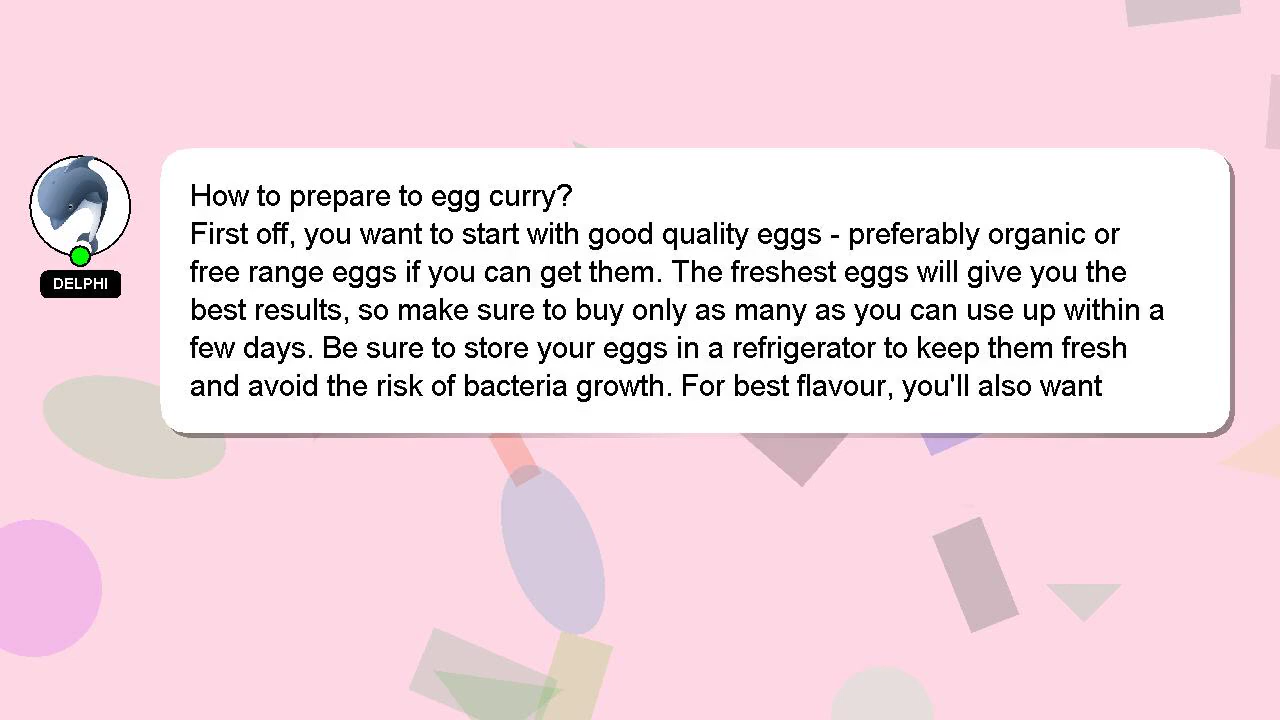 DELPHI
How to prepare to egg curry?
First off, you want to start with good quality eggs - preferably organic or
free range eggs if you can get them. The freshest eggs will give you the
best results, so make sure to buy only as many as you can use up within a
few days. Be sure to store your eggs in a refrigerator to keep them fresh
and avoid the risk of bacteria growth. For best flavour, you'll also want